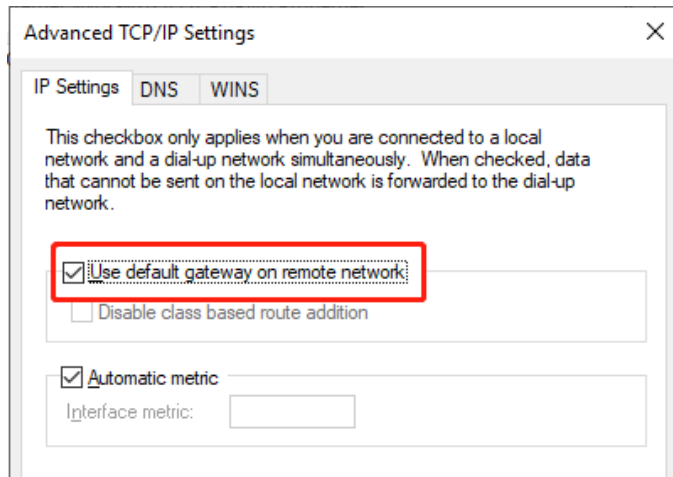 Advanced TCP/IP Settings
IP Settings DNS WINS
This checkbox only applies when you are connected to a local
network and a dial-up network simultaneously. When checked, data
that cannot be sent on the local network is forwarded to the dial-up
network.
Use default gateway on remote network
Disable class based route addition
Automatic metric
Interface metric: